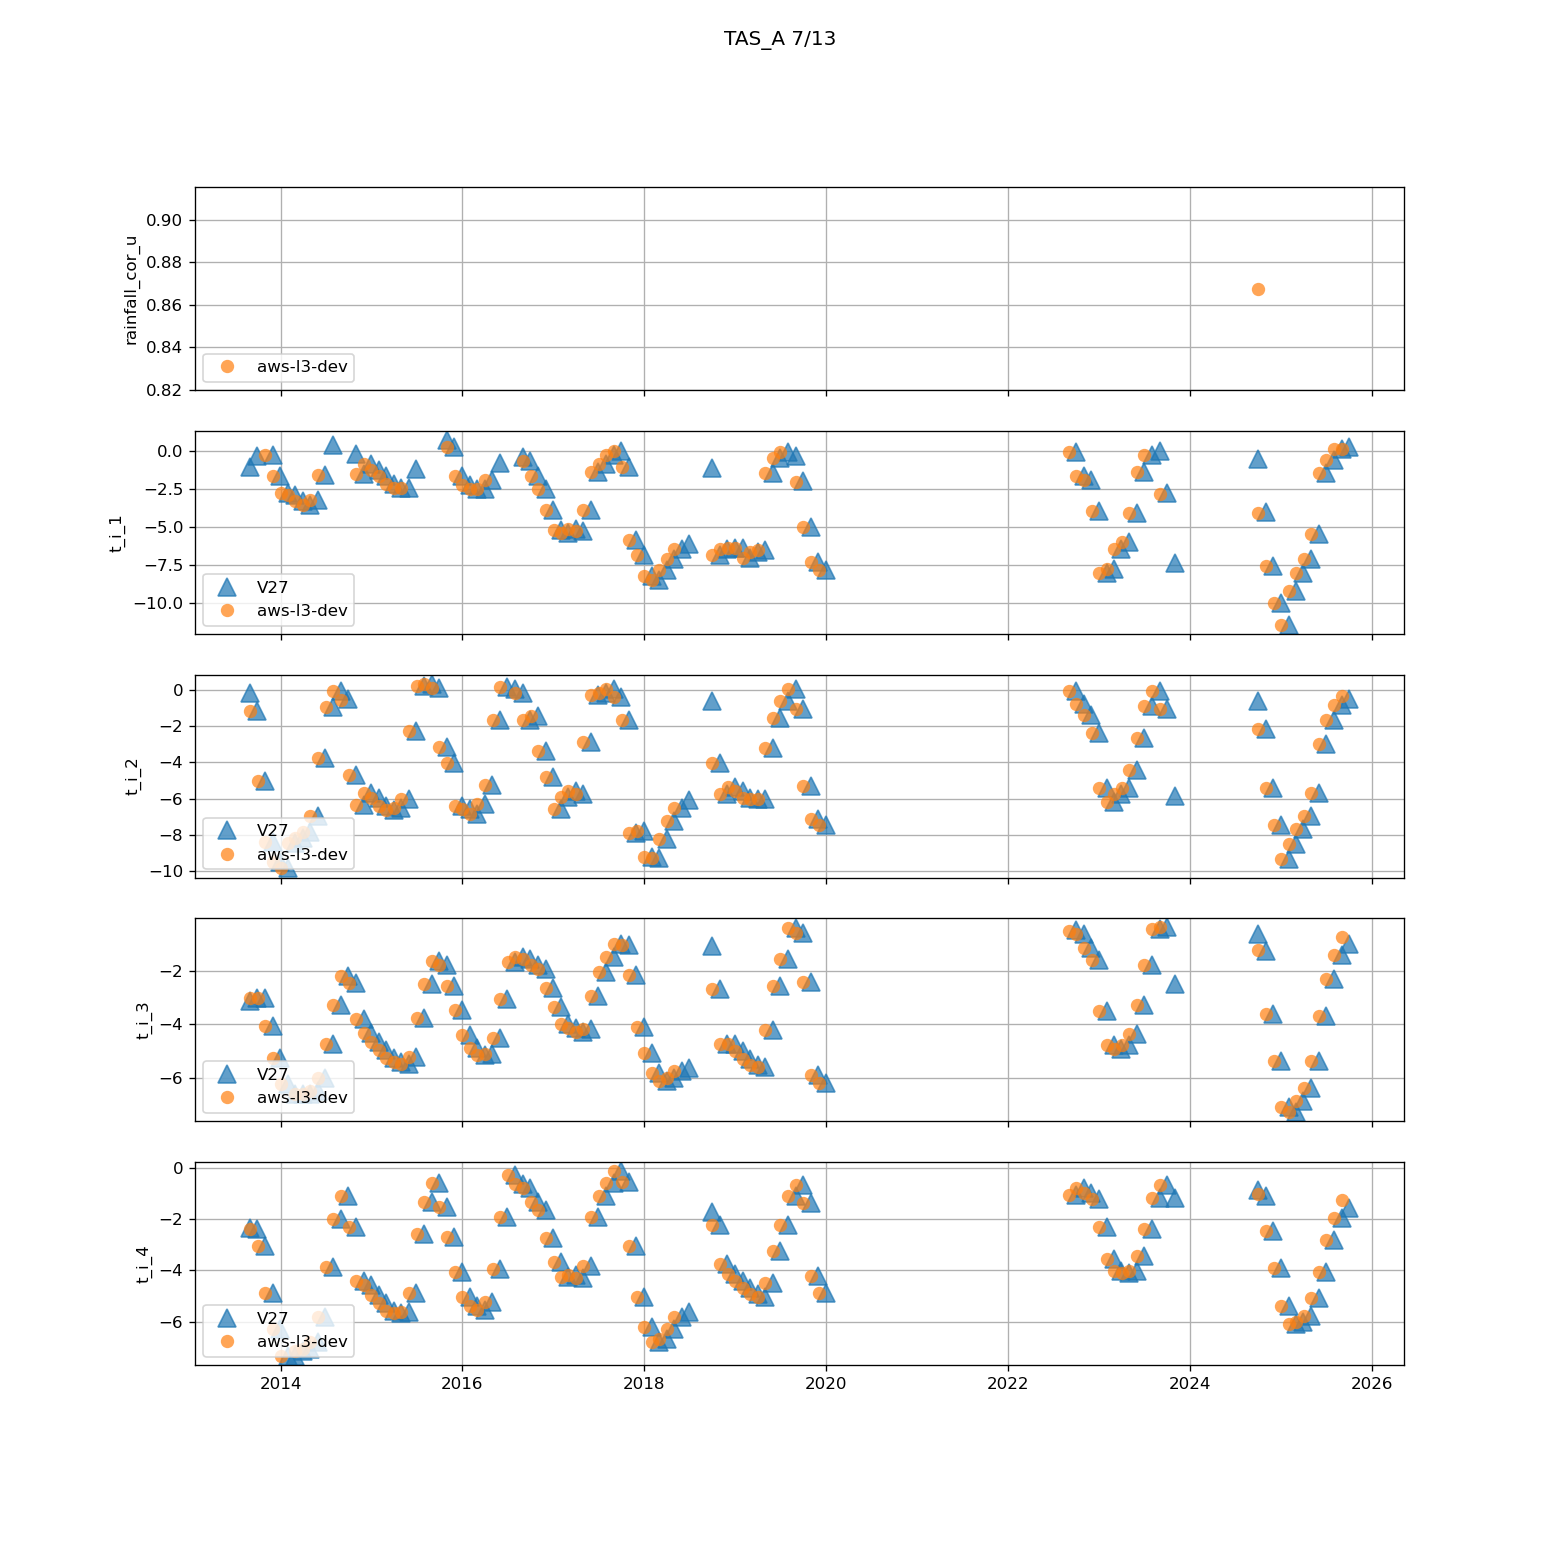 TAS_A 7/13
0.90
0.88
0.86
0.84
0.82
rainfall_cor_u
aws-l3-dev
0.0
−2.5
−5.0
−7.5
−10.0
t_i_1
V27
aws-l3-dev
0
−2
−4
−6
−8
−10
t_i_2
V27
aws-l3-dev
−2
−4
−6
t_i_3
V27
aws-l3-dev
0
−2
−4
−6
t_i_4
V27
aws-l3-dev
2014 2016 2018 2020 2022 2024 2026